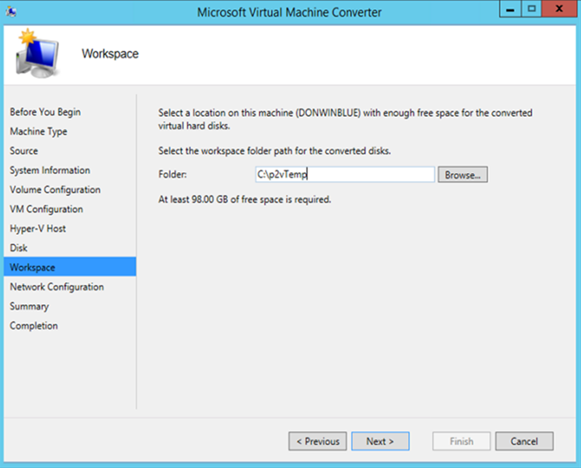 Microsoft Virtual Machine Converter
Workspace
Before You Begin
Machine Type
Source
System Information
Volume Configuration
VM Configuration
Hyper-V Host
Disk
Workspace
Network Configuration
Summary
Completion
Select a location on this machine (DONWINBLUE) with enough free space for the converted
virtual hard disks.
Select the workspace folder path for the converted disks.
Folder:
C:\p2vTemp
Browse...
At least 98.00 GB of free space is required.
< Previous
Next >
Finish
Cancel